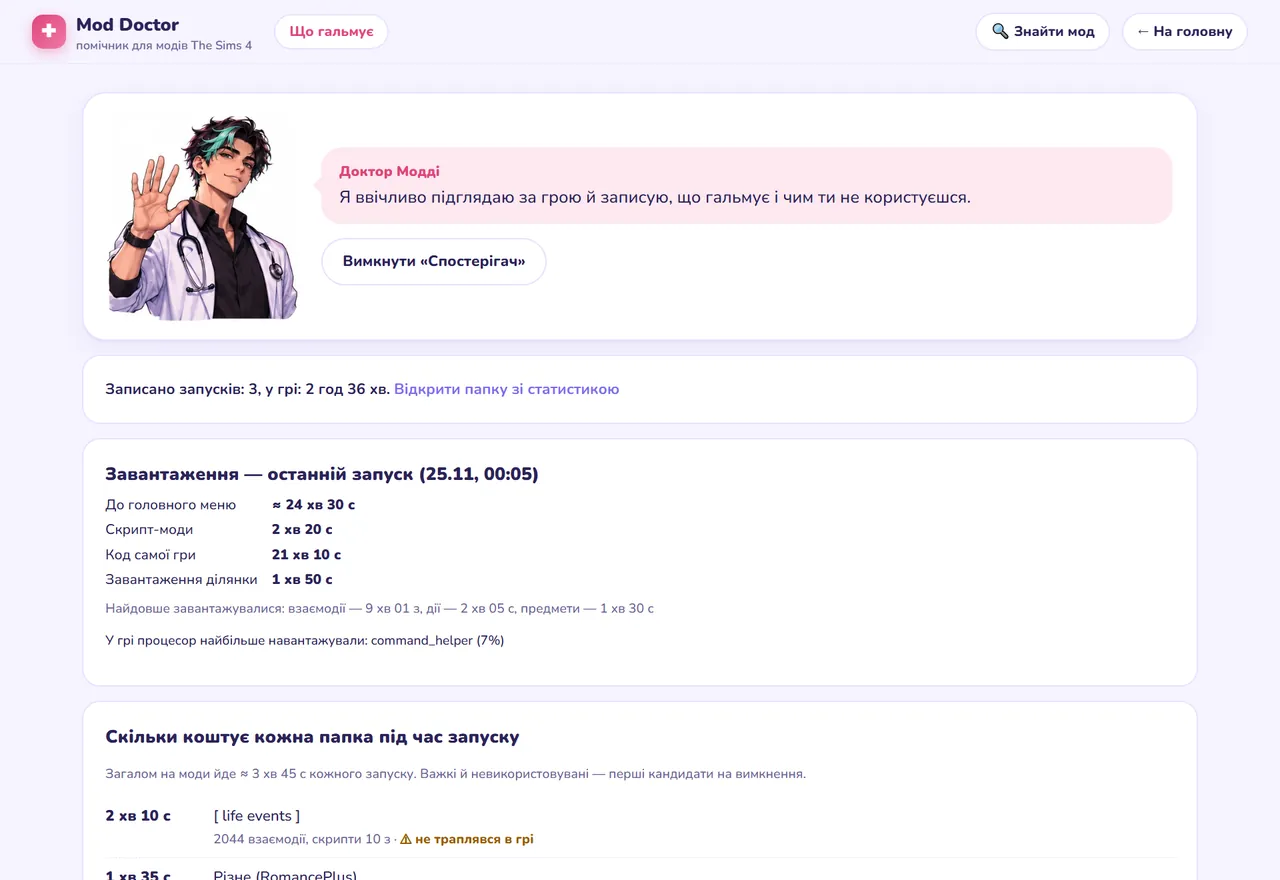 Mod Doctor
помічник для модів The Sims 4
Що гальмує
🔍 Знайти мод
← На головну
Доктор Модді
Я ввічливо підглядаю за грою й записую, що гальмує і чим ти не користуєшся.
Вимкнути «Спостерігач»
Записано запусків: 3, у грі: 2 год 36 хв. Відкрити папку зі статистикою
Завантаження — останній запуск (25.11, 00:05)
До головного меню ≈ 24 хв 30 с
Скрипт-моди 2 хв 20 с
Код самої гри 21 хв 10 с
Завантаження ділянки 1 хв 50 с
Найдовше завантажувалися: взаємодії — 9 хв 01 з, дії — 2 хв 05 с, предмети — 1 хв 30 с
У грі процесор найбільше навантажували: command_helper (7%)
Скільки коштує кожна папка під час запуску
Загалом на моди йде ≈ 3 хв 45 с кожного запуску. Важкі й невикористовувані — перші кандидати на вимкнення.
2 хв 10 с [ life events ]
2044 взаємодії, скрипти 10 з · ⚠ не траплявся в грі
1 хв 35 с Різне (RomancePlus)